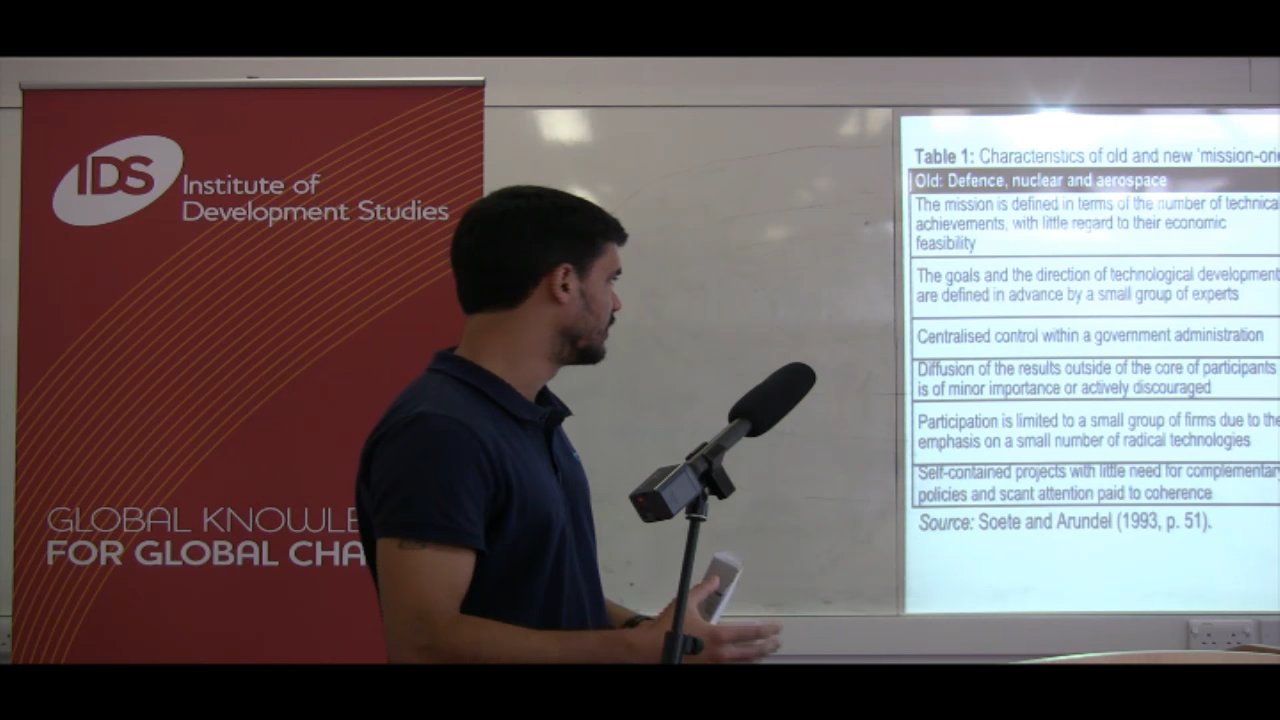 IDS
Institute of
Development Studies
GLOBAL KNOWLE
FOR GLOBAL CHA
Table 1: Characteristics of old and new 'mission-orie
Old: Defence, nuclear and aerospace
The mission is defined in terms of the number of technical
achievements, with little regard to their economic
feasibility
The goals and the direction of technological development
are defined in advance by a small group of experts
Centralised control within a government administration
Diffusion of the results outside of the core of participants
is of minor importance or actively discouraged
Participation is limited to a small group of firms due to the
emphasis on a small number of radical technologies
Self-contained projects with little need for complementary
policies and scant attention paid to coherence
Source: Soete and Arundel (1993, p. 51).